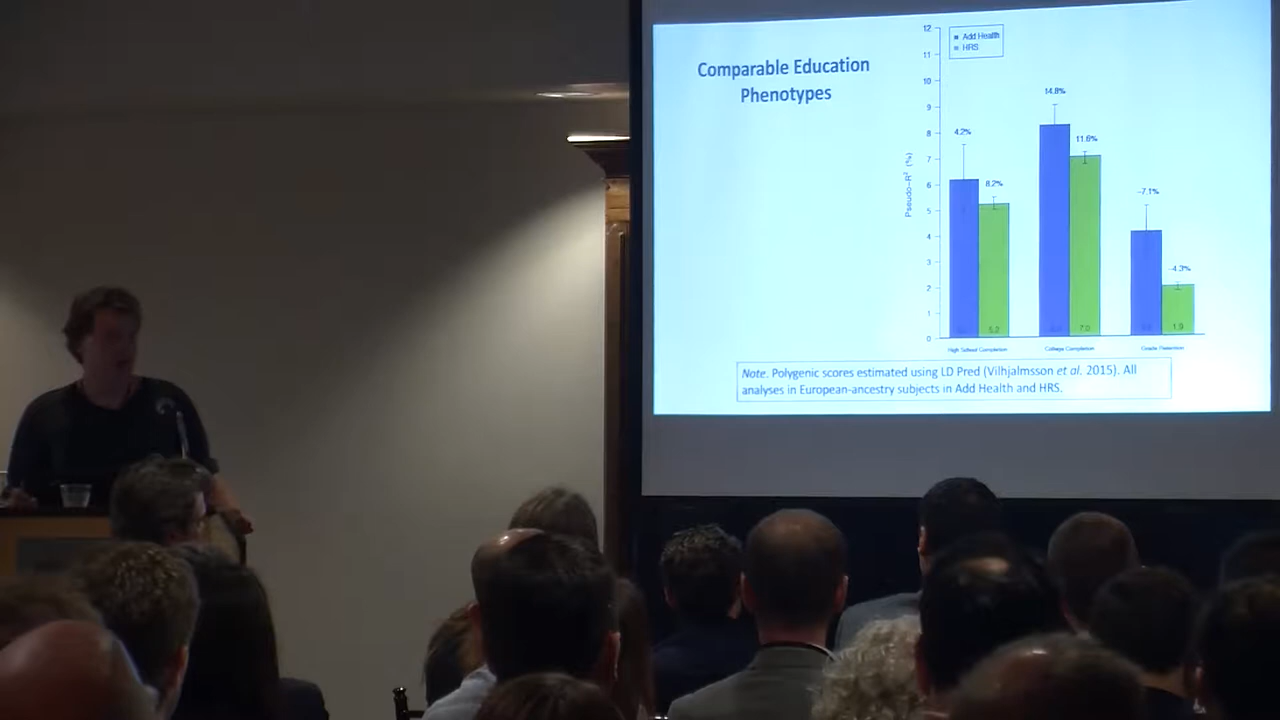 Comparable Education
Phenotypes
Add Health
HRS
Pseudo-R² (%)
12
11
10
9
8
7
6
5
4
3
2
1
0
4.2%
8.2%
14.8%
11.6%
-7.1%
-4.3%
5.2
7.0
1.9
High School Completion
College Completion
Grade Retention
Note. Polygenic scores estimated using LD Pred (Vilhjalmsson et al. 2015). All
analyses in European-ancestry subjects in Add Health and HRS.